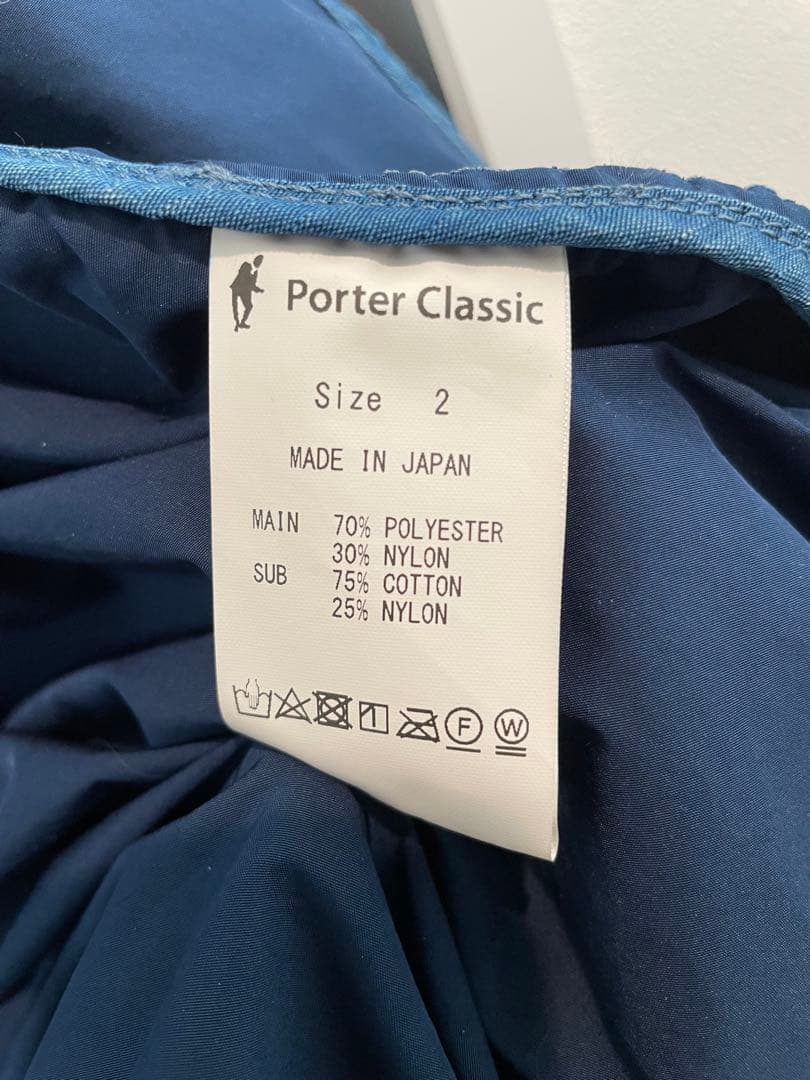 Porter Classic
Size 2
MADE IN JAPAN
MAIN 70% POLYESTER
30% NYLON
SUB 75% COTTON
25% NYLON
F W